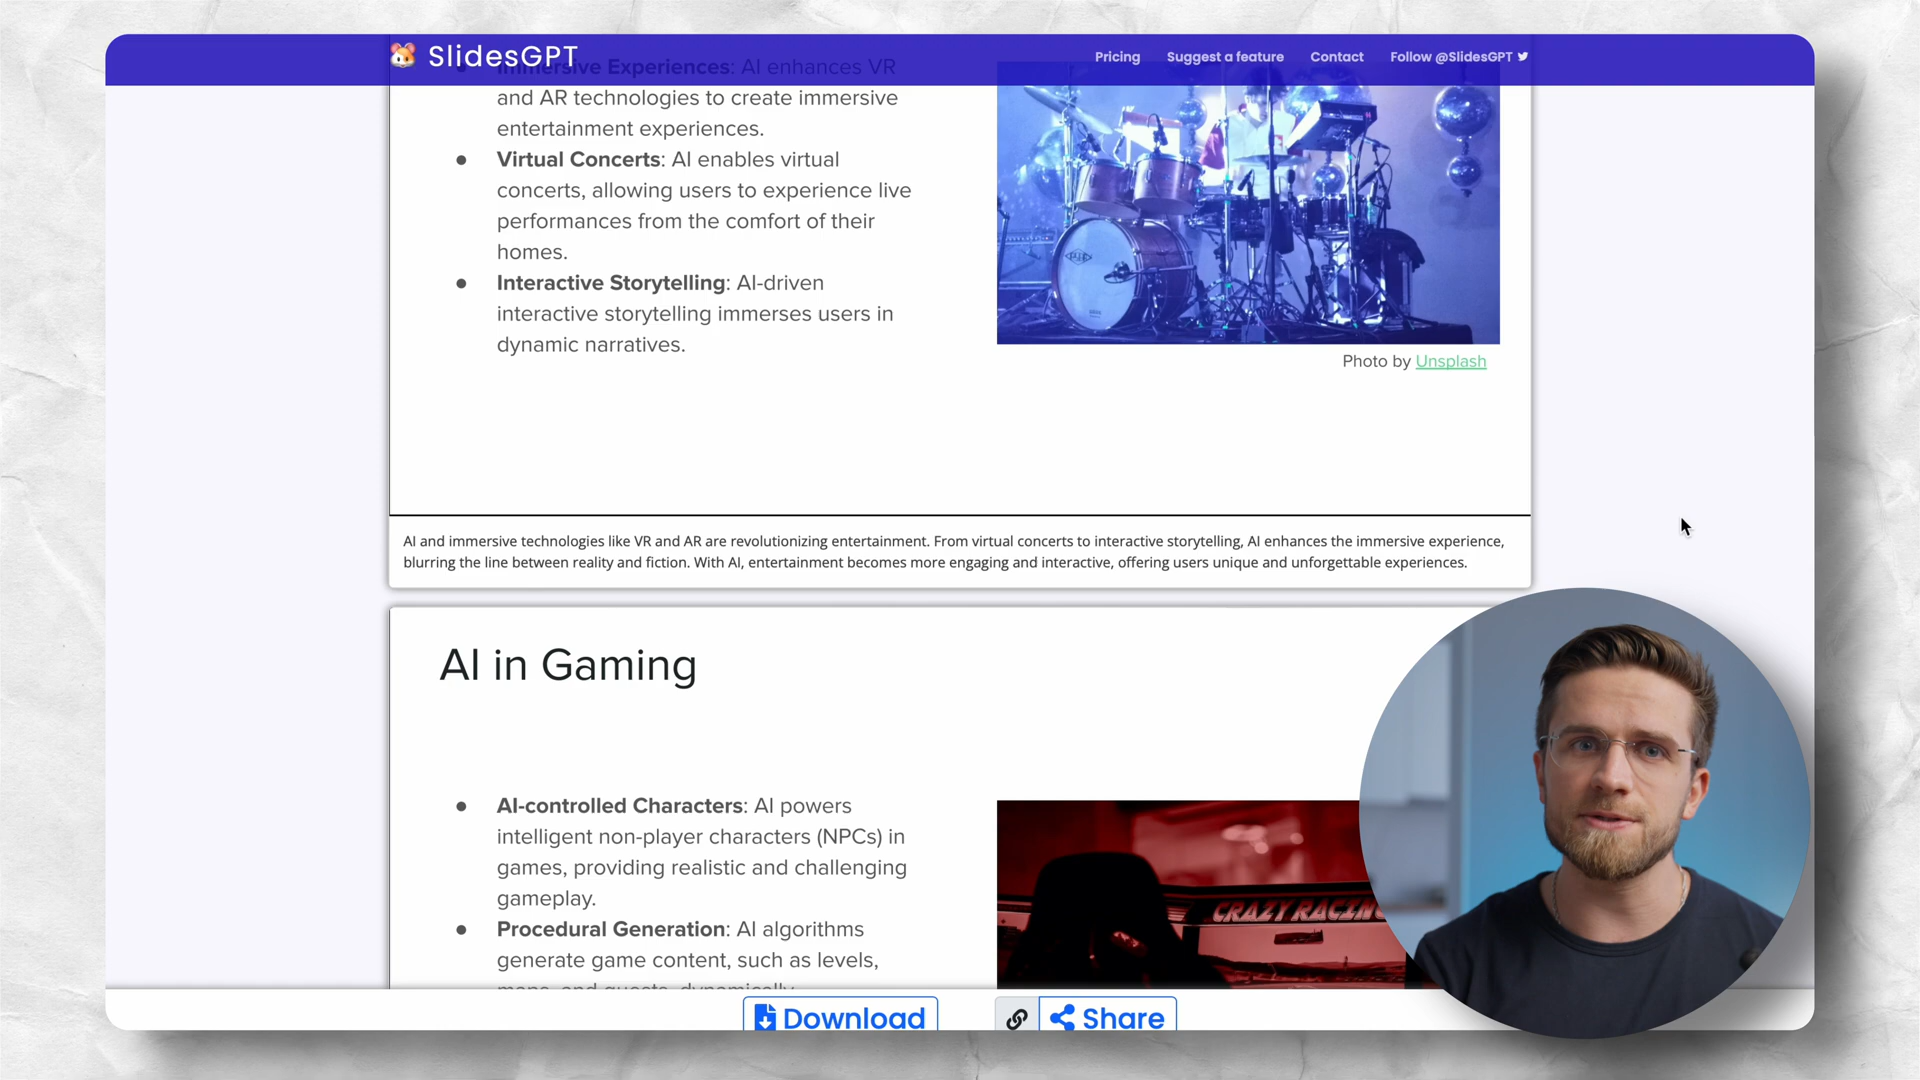 SlidesGPT
Pricing
Suggest a feature
Contact
Follow @SlidesGPT
Immersive Experiences: AI enhances VR
and AR technologies to create immersive
entertainment experiences.
● Virtual Concerts: AI enables virtual
concerts, allowing users to experience live
performances from the comfort of their
homes.
● Interactive Storytelling: AI-driven
interactive storytelling immerses users in
dynamic narratives.
Photo by Unsplash
AI and immersive technologies like VR and AR are revolutionizing entertainment. From virtual concerts to interactive storytelling, AI enhances the immersive experience,
blurring the line between reality and fiction. With AI, entertainment becomes more engaging and interactive, offering users unique and unforgettable experiences.
AI in Gaming
● AI-controlled Characters: AI powers
intelligent non-player characters (NPCs) in
games, providing realistic and challenging
gameplay.
● Procedural Generation: AI algorithms
generate game content, such as levels,
maps, and quests, dynamically.
CRAZY RACING
Download
Share